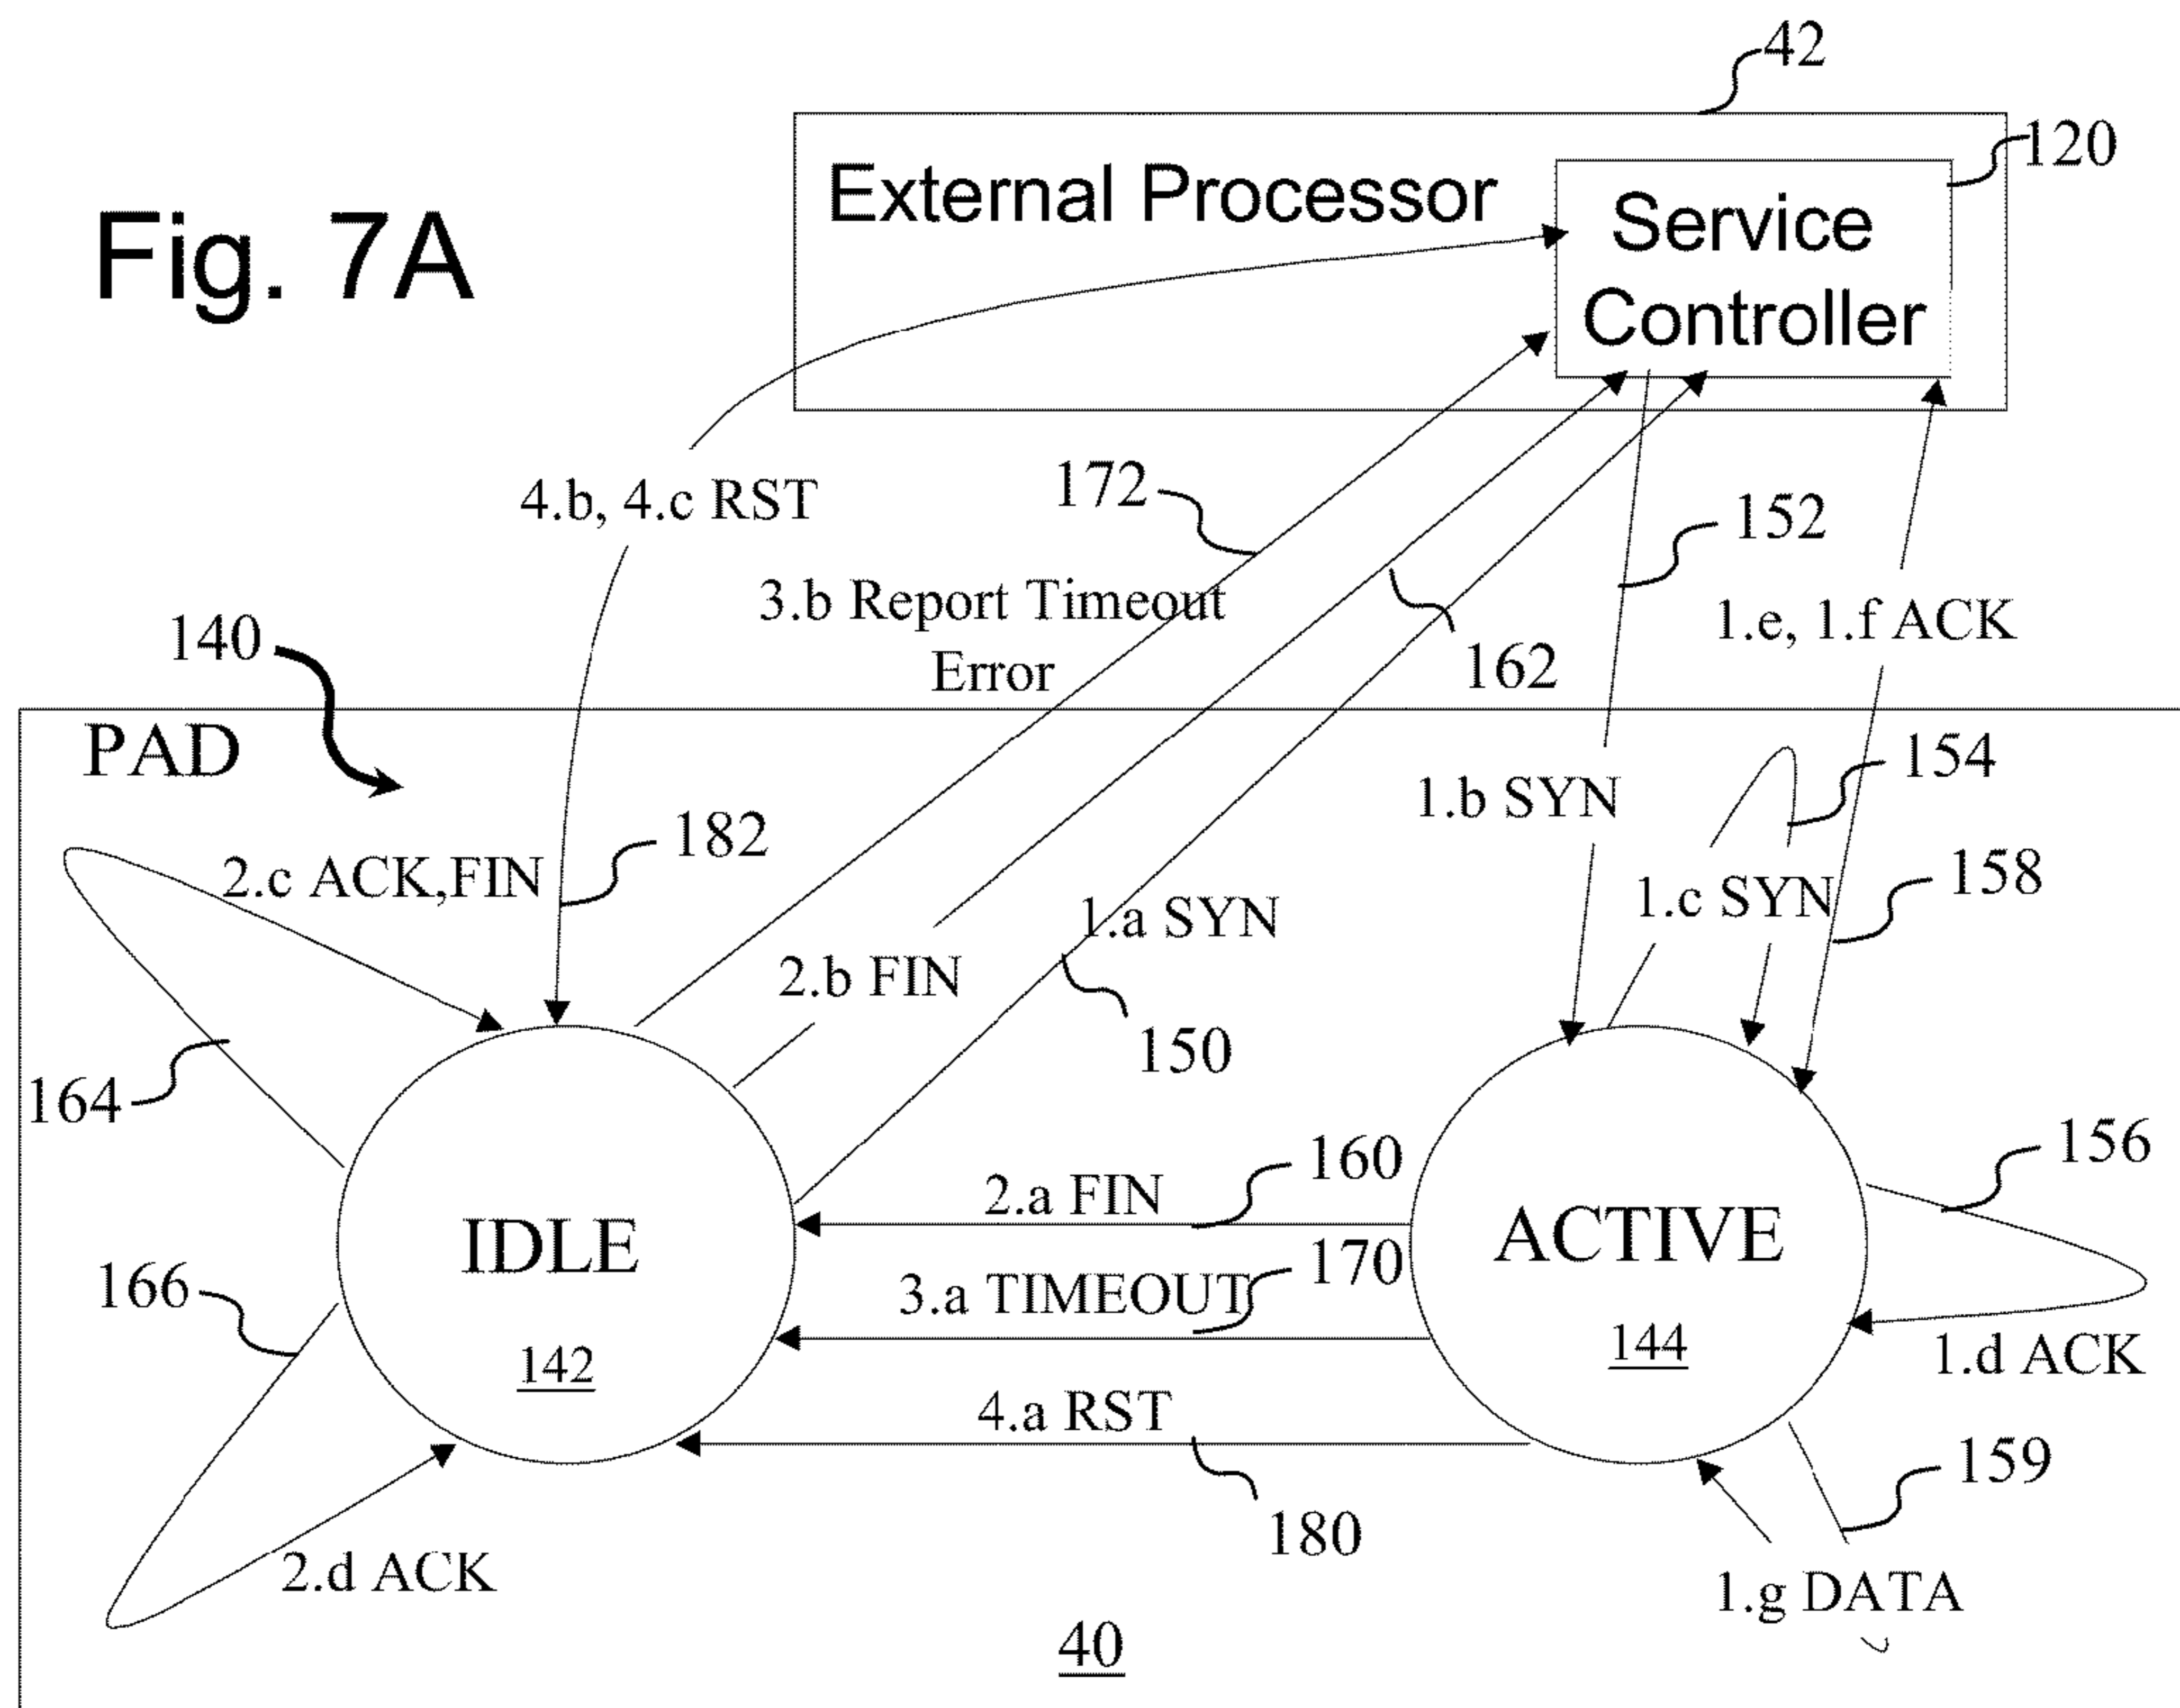 42
120
External Processor
Service
Controller
Fig. 7A
4.b, 4.c RST
172
152
3.b Report Timeout
Error
1.e, 1.f ACK
162
140
PAD
154
1.b SYN
182
2.c ACK,FIN
1.c SYN
158
1.a SYN
2.b FIN
150
164
156
160
2.a FIN
IDLE
ACTIVE
170
166
3.a TIMEOUT
142
144
1.d ACK
4.a RST
159
180
2.d ACK
1.g DATA
40